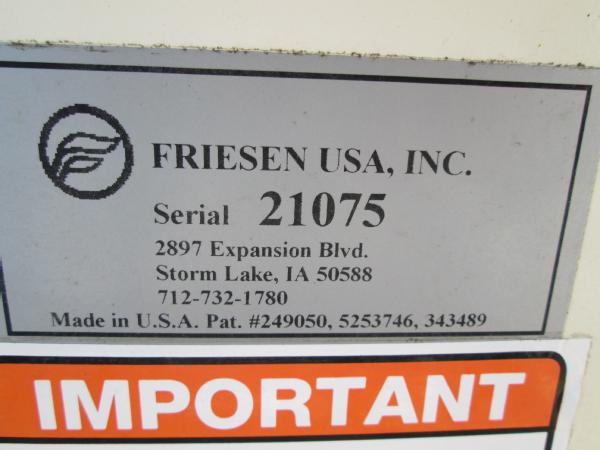 FRIESEN USA, INC.
Serial 21075
2897 Expansion Blvd.
Storm Lake, IA 50588
712-732-1780
Made in U.S.A. Pat. #249050, 5253746, 343489
IMPORTANT